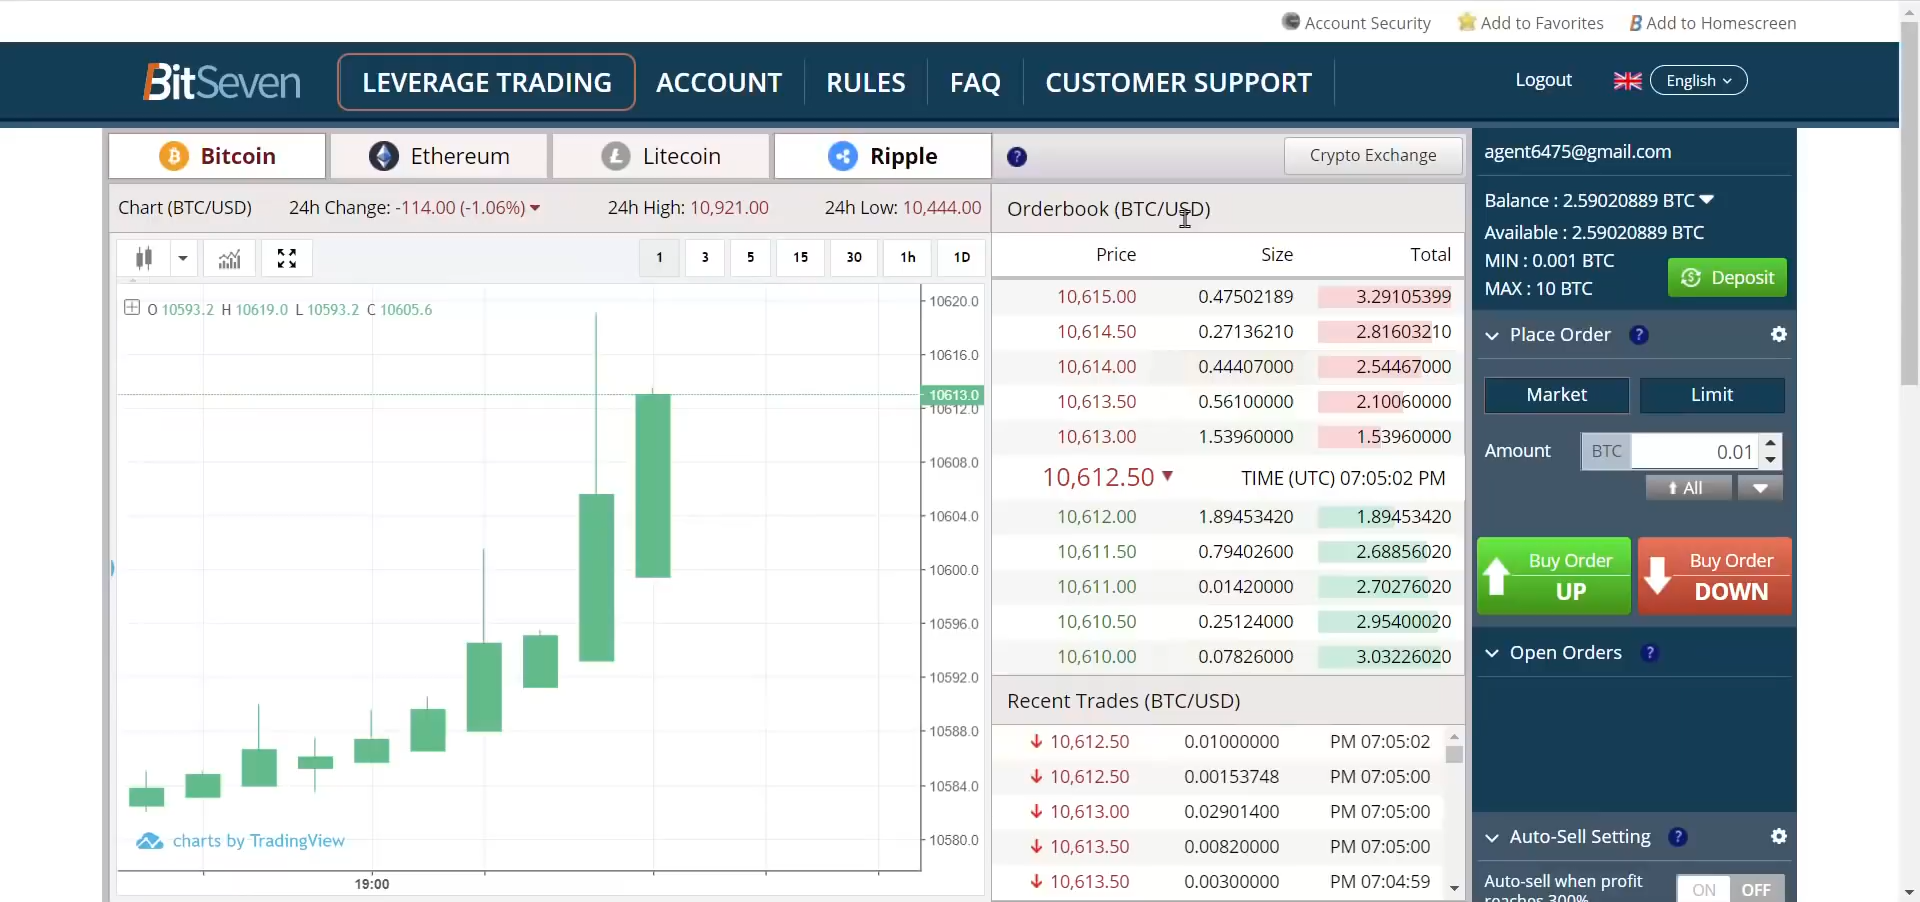 Account Security Add to Favorites Add to Homescreen
BitSeven LEVERAGE TRADING ACCOUNT RULES FAQ CUSTOMER SUPPORT Logout English
Bitcoin Ethereum Litecoin Ripple ? Crypto Exchange
Chart (BTC/USD) 24h Change: -114.00 (-1.06%) 24h High: 10,921.00 24h Low: 10,444.00
1 3 5 15 30 1h 1D
O 10593.2 H 10619.0 L 10593.2 C 10605.6
10620.0
10616.0
10613.0
10612.0
10608.0
10604.0
10600.0
10596.0
10592.0
10588.0
10584.0
10580.0
charts by TradingView
19:00
Orderbook (BTC/USD)
Price Size Total
10,615.00 0.47502189 3.29105399
10,614.50 0.27136210 2.81603210
10,614.00 0.44407000 2.54467000
10,613.50 0.56100000 2.10060000
10,613.00 1.53960000 1.53960000
10,612.50 TIME (UTC) 07:05:02 PM
10,612.00 1.89453420 1.89453420
10,611.50 0.79402600 2.68856020
10,611.00 0.01420000 2.70276020
10,610.50 0.25124000 2.95400020
10,610.00 0.07826000 3.03226020
Recent Trades (BTC/USD)
10,612.50 0.01000000 PM 07:05:02
10,612.50 0.00153748 PM 07:05:00
10,613.00 0.02901400 PM 07:05:00
10,613.50 0.00820000 PM 07:05:00
10,613.50 0.00300000 PM 07:04:59
agent6475@gmail.com
Balance : 2.59020889 BTC
Available : 2.59020889 BTC
MIN : 0.001 BTC
MAX : 10 BTC
Deposit
Place Order ?
Market Limit
Amount BTC 0.01
All
Buy Order
UP
Buy Order
DOWN
Open Orders ?
Auto-Sell Setting ?
Auto-sell when profit
reaches 300%
ON OFF